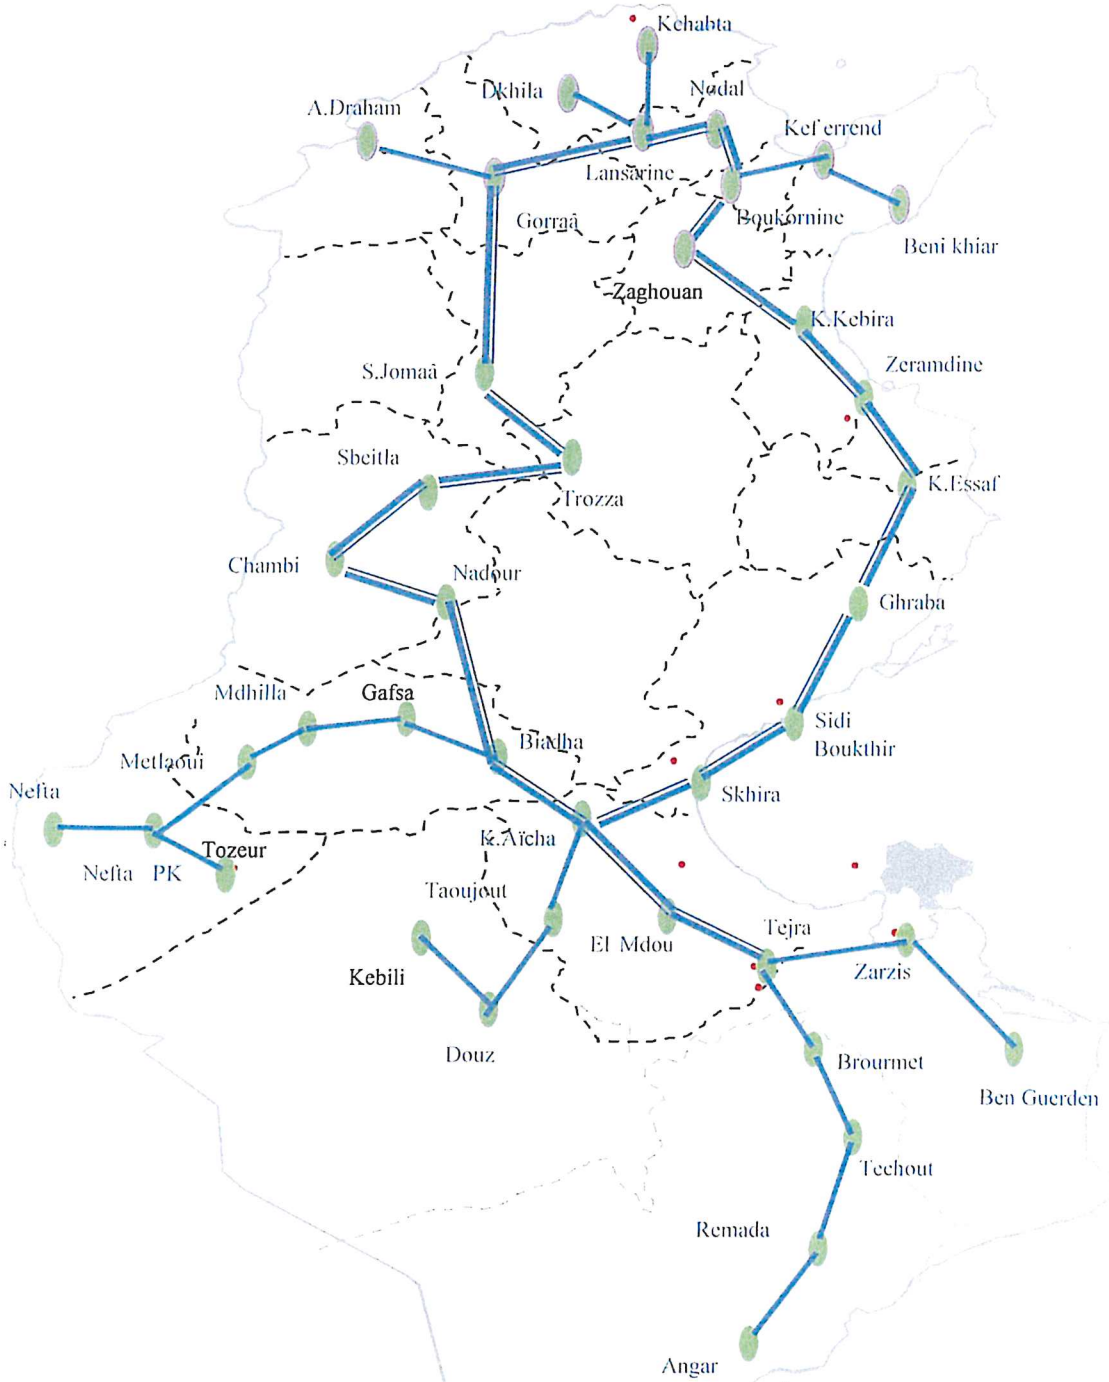 Kchabta
Dkhila
Nodal
A.Draham
Kef errend
Lansarine
Gorraâ
Boukornine
Beni khiar
Zaghouan
K.Kebira
S.Jomaâ
Zeramdine
Sbeitla
Trozza
K.Essaf
Chambi
Nadour
Ghraba
Mdhilla
Gafsa
Sidi
Boukthir
Biadha
Metlaoui
Nefta
Skhira
K.Aïcha
Tozeur
Nefta PK
Taoujout
El Mdou
Tejra
Kebili
Zarzis
Douz
Brourmet
Ben Guerden
Techout
Remada
Angar